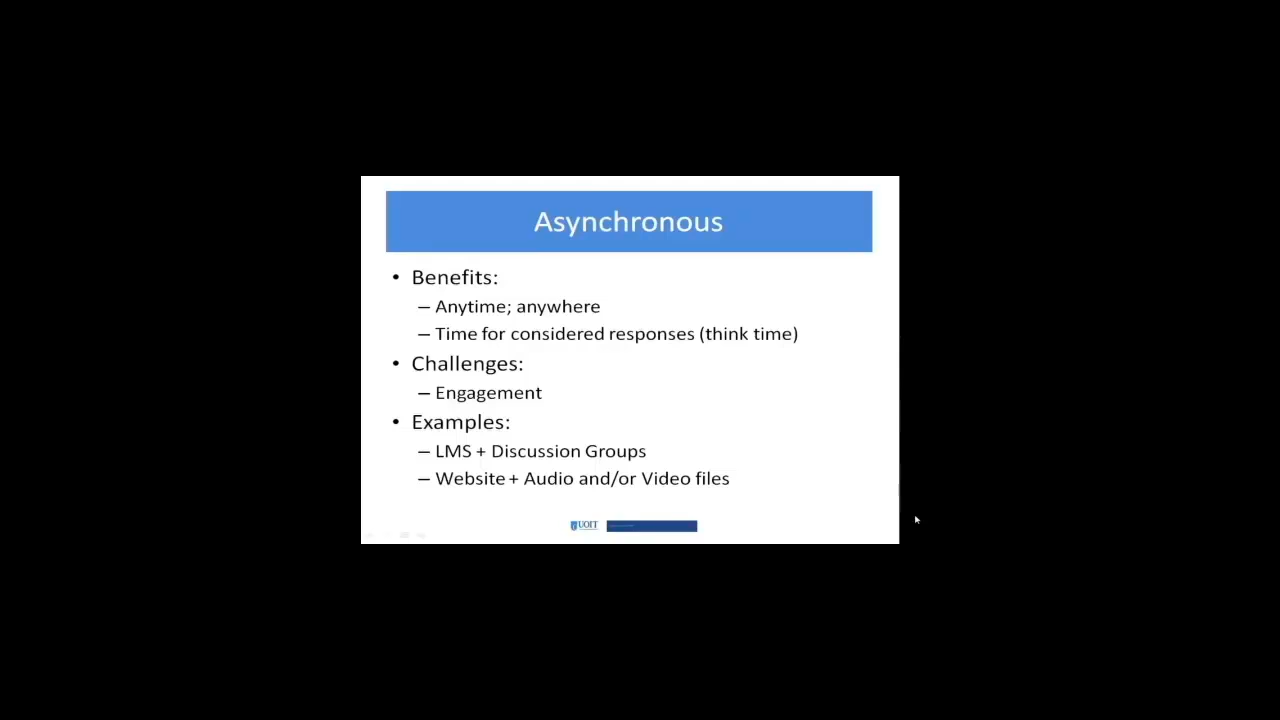 Asynchronous
• Benefits:
– Anytime; anywhere
– Time for considered responses (think time)
• Challenges:
– Engagement
• Examples:
– LMS + Discussion Groups
– Website + Audio and/or Video files
UOIT